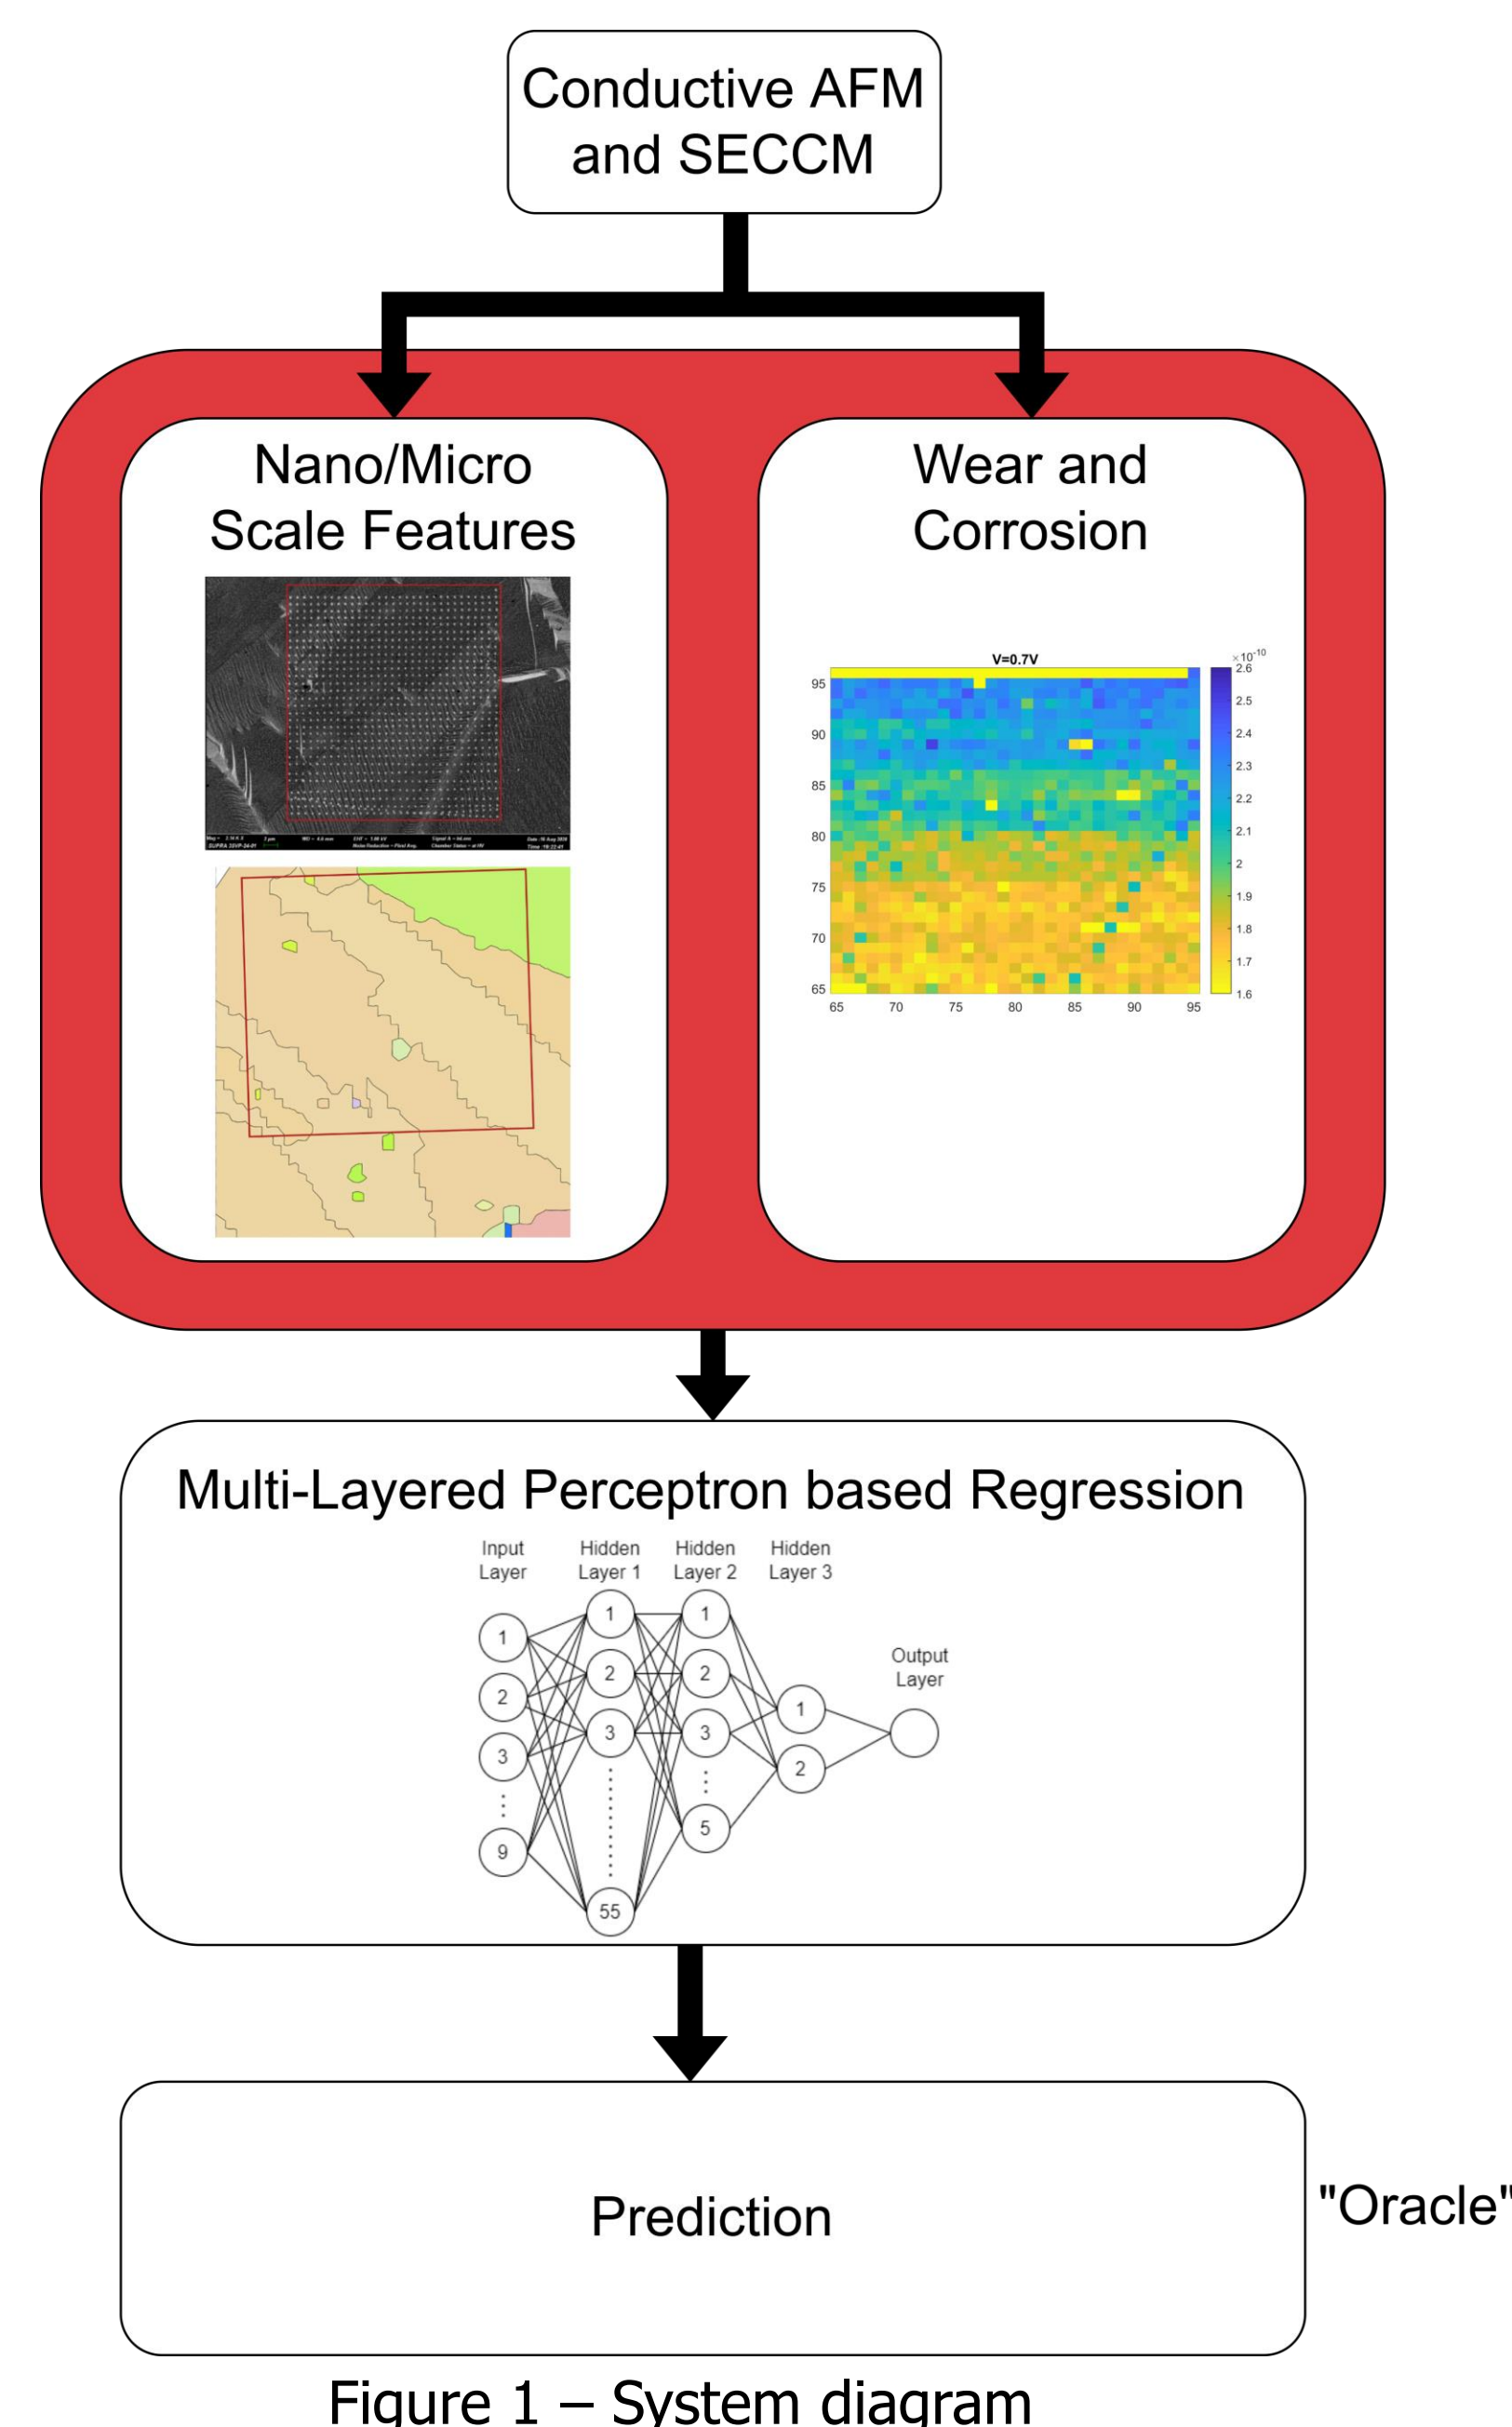 Conductive AFM
and SECCM
Nano/Micro
Scale Features
Wear and
Corrosion
V=0.7V
×10⁻¹⁰
95
90
85
80
75
70
65
65 70 75 80 85 90 95
2.6
2.5
2.4
2.3
2.2
2.1
2
1.9
1.8
1.7
1.6
Multi-Layered Perceptron based Regression
Input
Layer
Hidden
Layer 1
Hidden
Layer 2
Hidden
Layer 3
Output
Layer
1
2
3
9
1
2
3
55
1
2
3
5
1
2
Prediction
"Oracle"
Figure 1 – System diagram